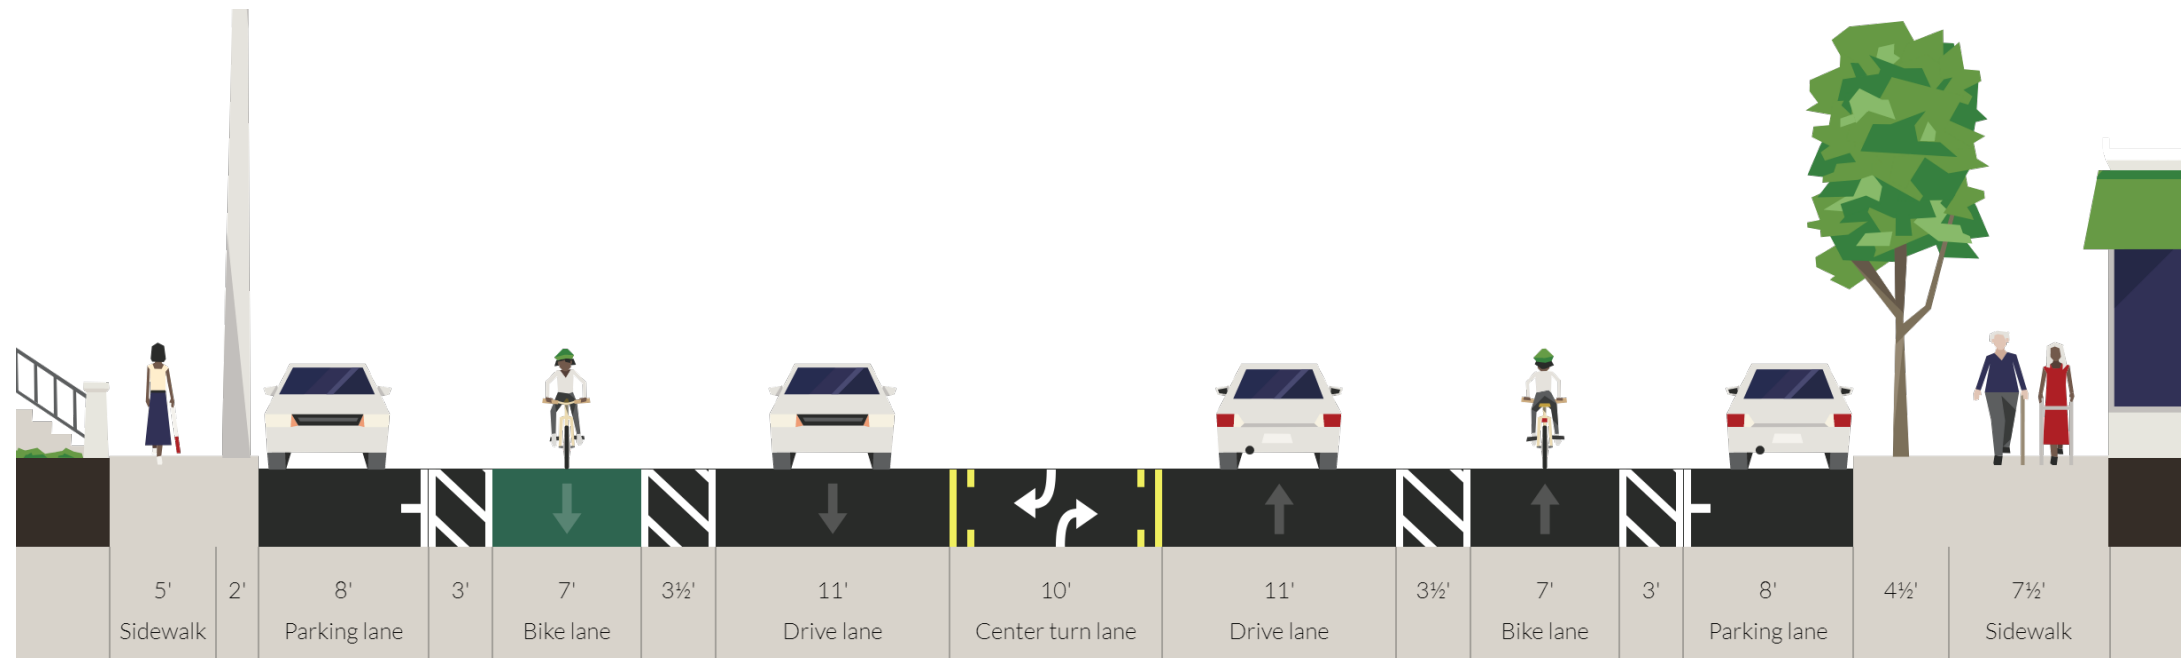 5' 2' 8' 3' 7' 3½' 11' 10' 11' 3½' 7' 3' 8' 4½' 7½'
Sidewalk Parking lane Bike lane Drive lane Center turn lane Drive lane Bike lane Parking lane Sidewalk